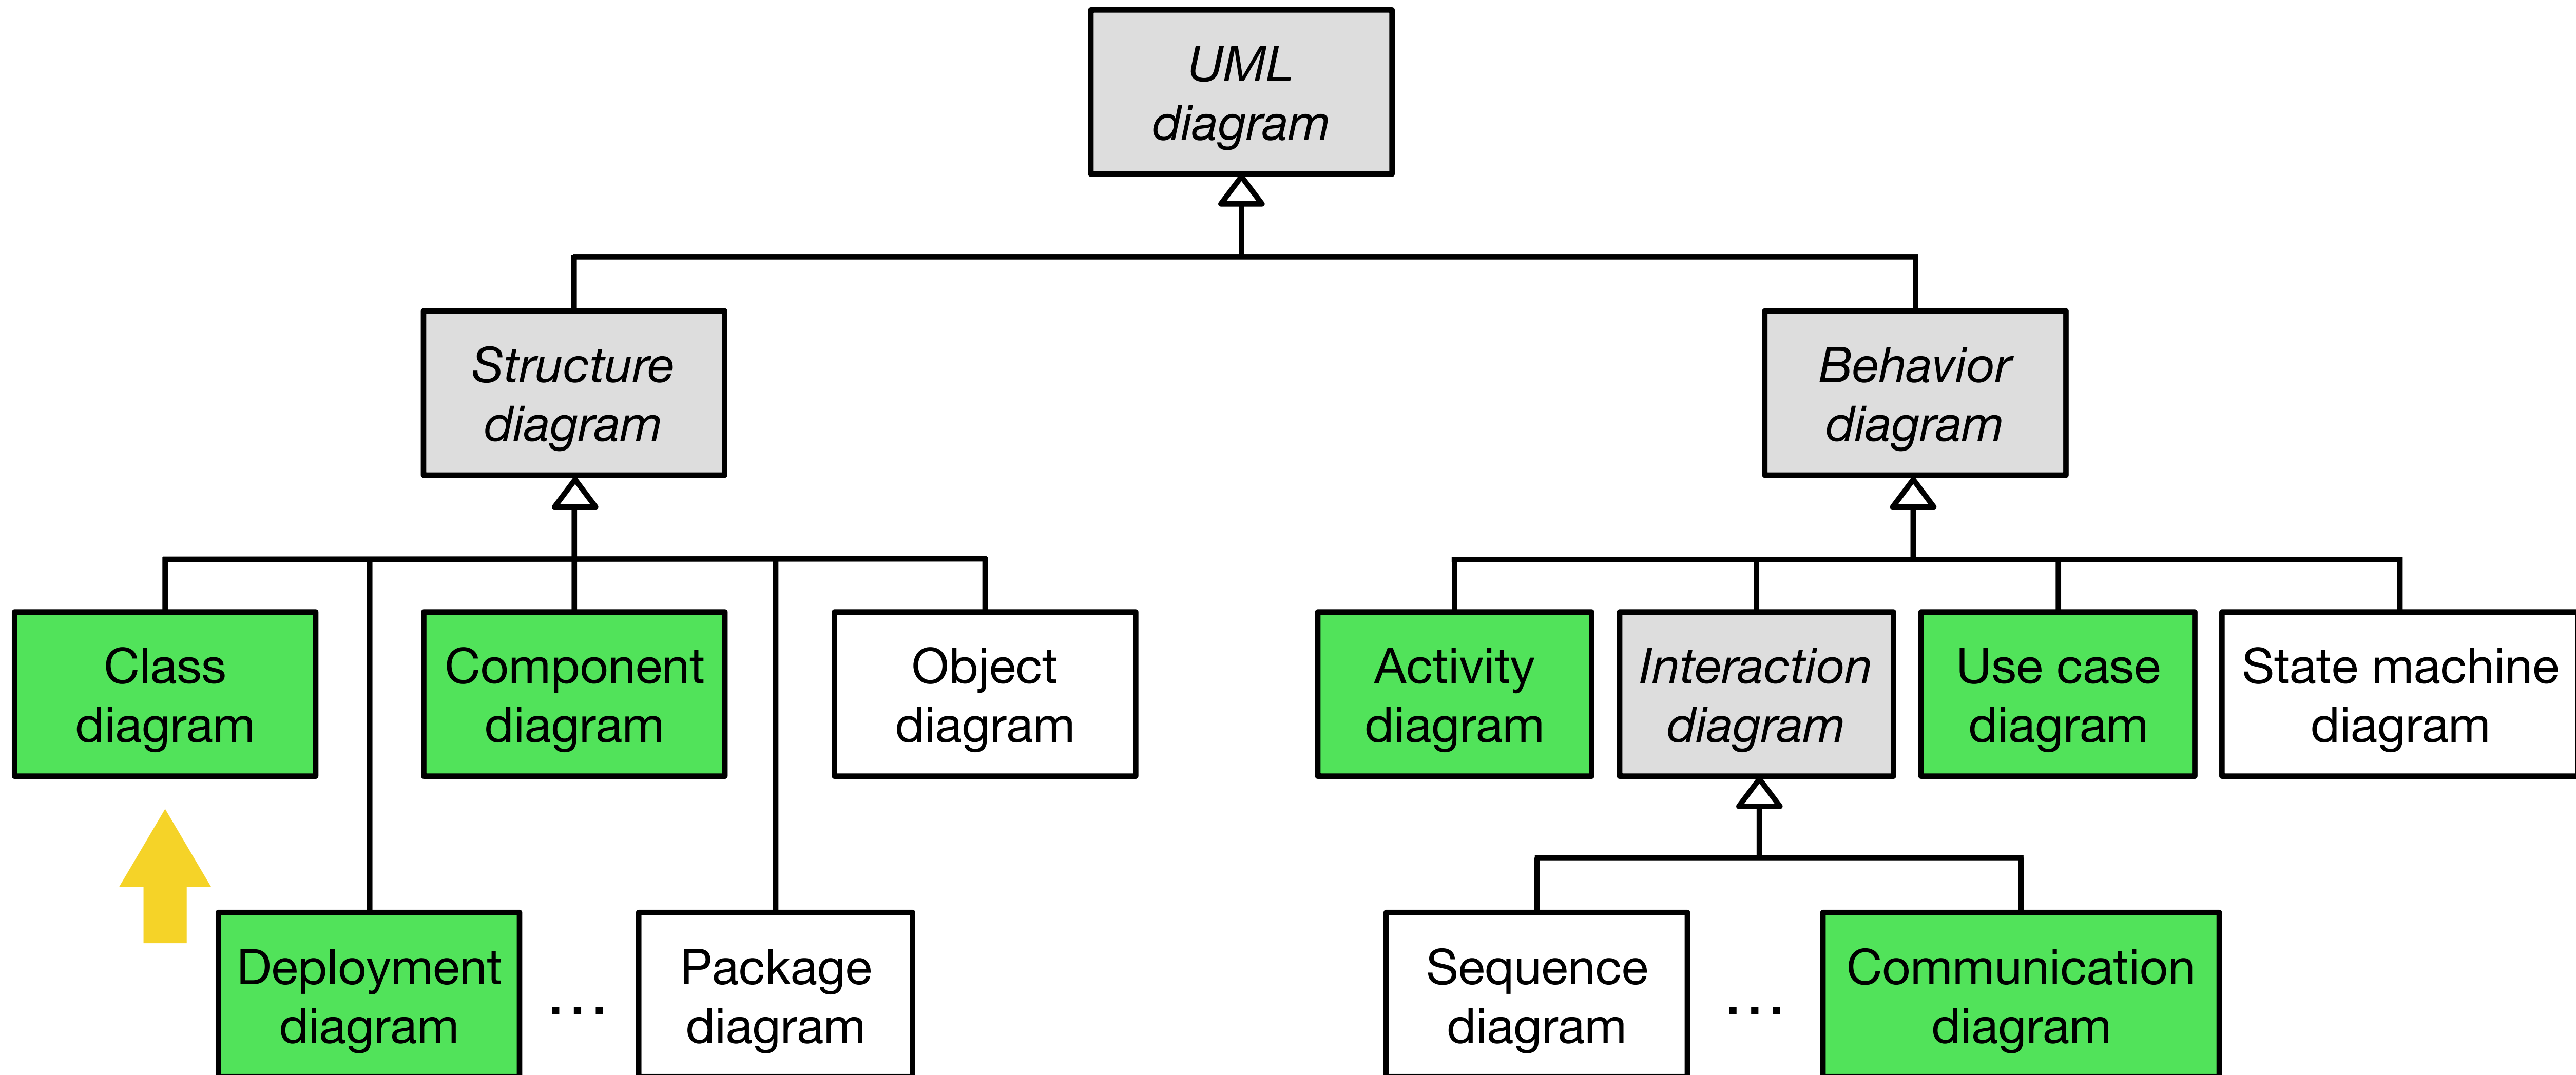 UML
diagram
Structure
diagram
Behavior
diagram
Class
diagram
Component
diagram
Object
diagram
Activity
diagram
Interaction
diagram
Use case
diagram
State machine
diagram
Deployment
diagram
...
Package
diagram
Sequence
diagram
...
Communication
diagram